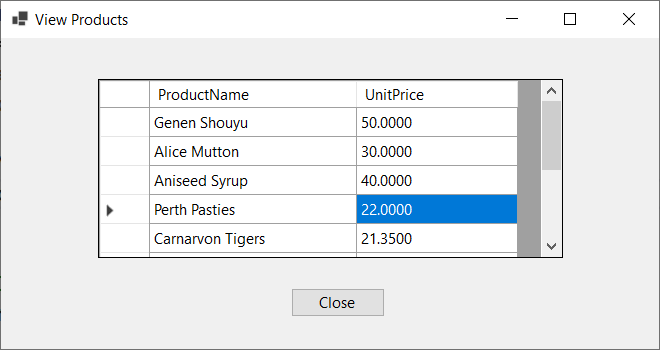 View Products
ProductName UnitPrice
Genen Shouyu 50.0000
Alice Mutton 30.0000
Aniseed Syrup 40.0000
Perth Pasties 22.0000
Carnarvon Tigers 21.3500
Close